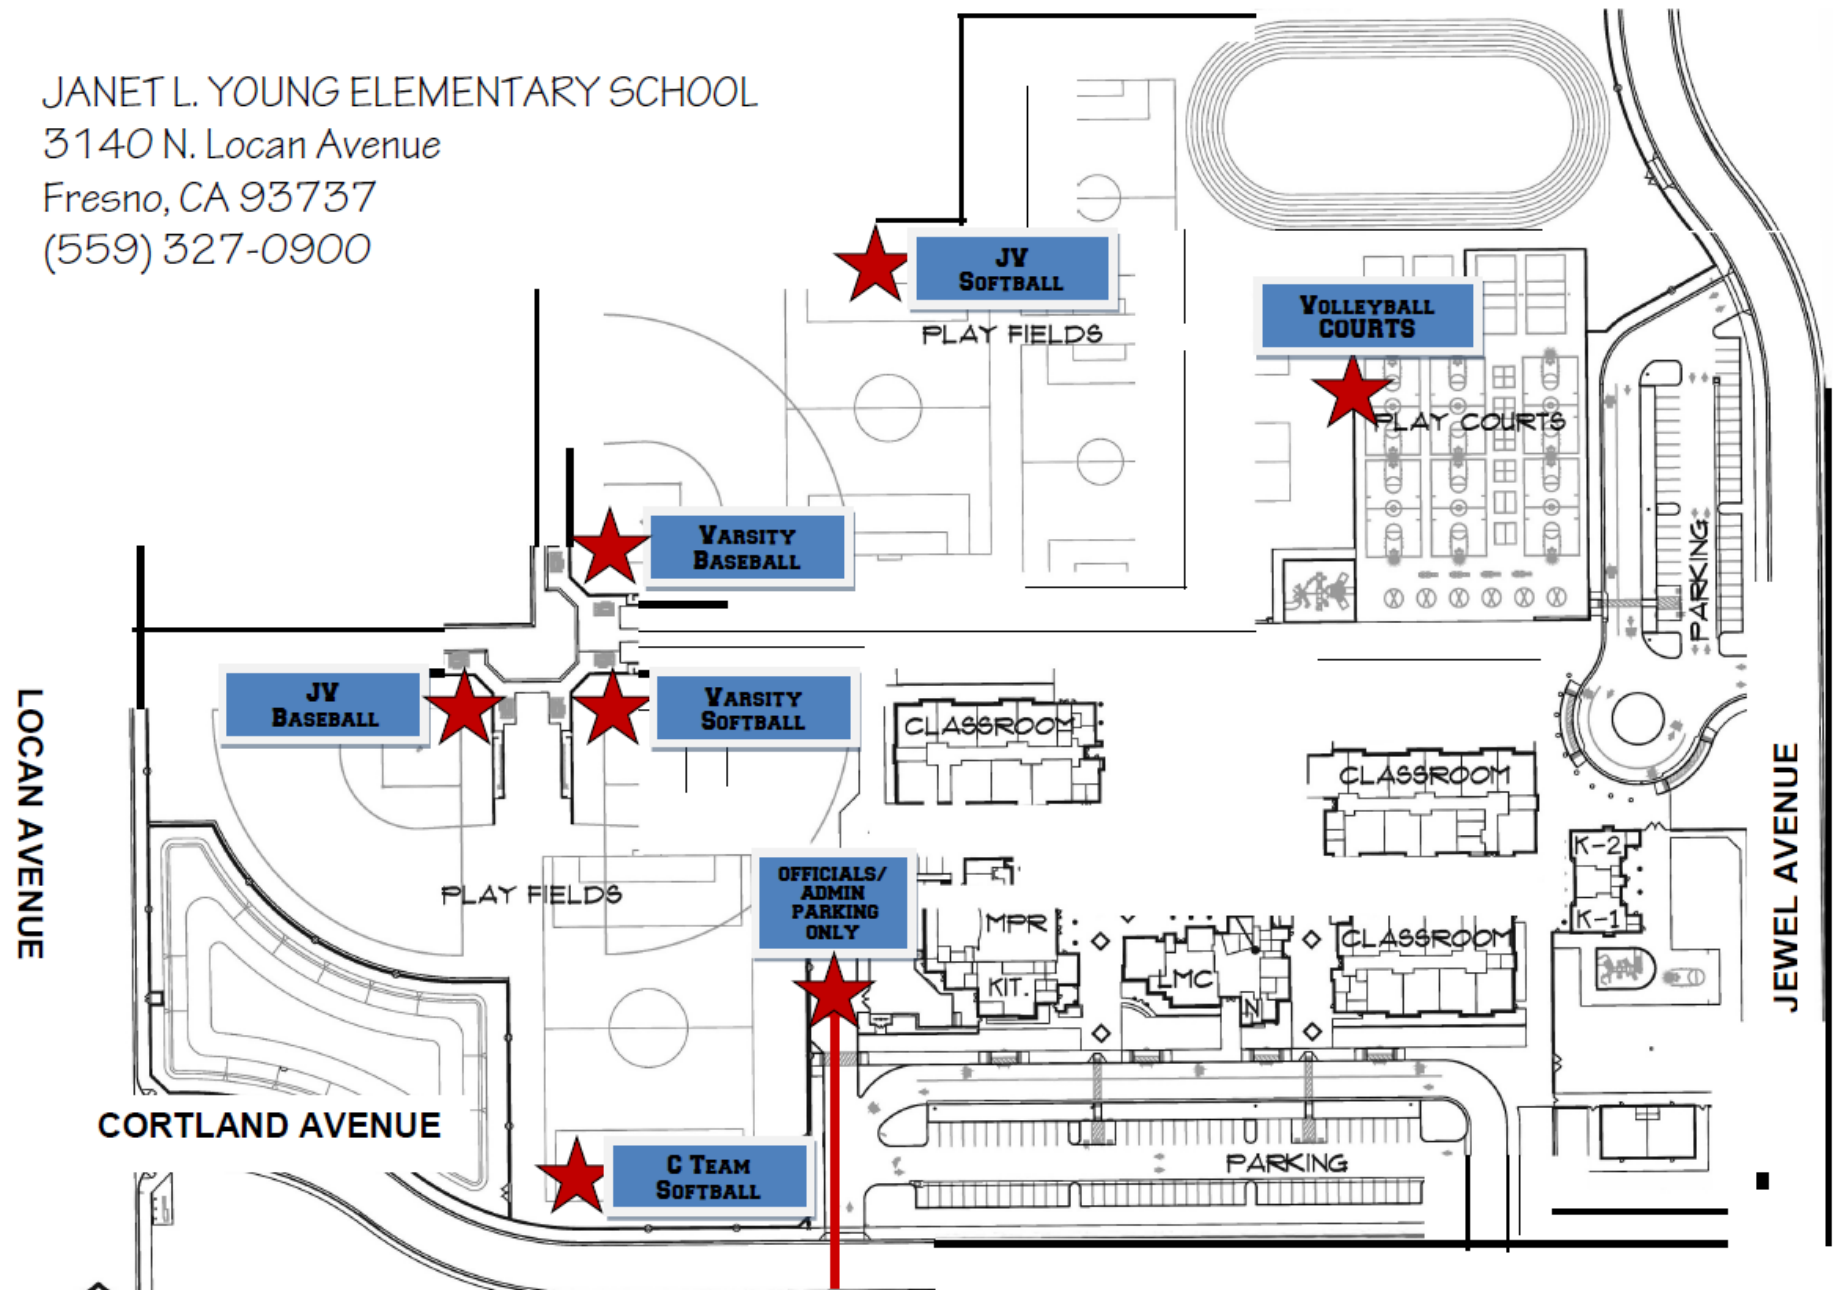 JANET L. YOUNG ELEMENTARY SCHOOL
3140 N. Locan Avenue
Fresno, CA 93737
(559) 327-0900
JV
SOFTBALL
PLAY FIELDS
VOLLEYBALL
COURTS
PLAY COURTS
VARSITY
BASEBALL
PARKING
JV
BASEBALL
VARSITY
SOFTBALL
CLASSROOM
CLASSROOM
LOCAN AVENUE
JEWEL AVENUE
K-2
K-1
PLAY FIELDS
OFFICIALS/
ADMIN
PARKING
ONLY
MPR
KIT.
LMC
N
CLASSROOM
CORTLAND AVENUE
C TEAM
SOFTBALL
PARKING